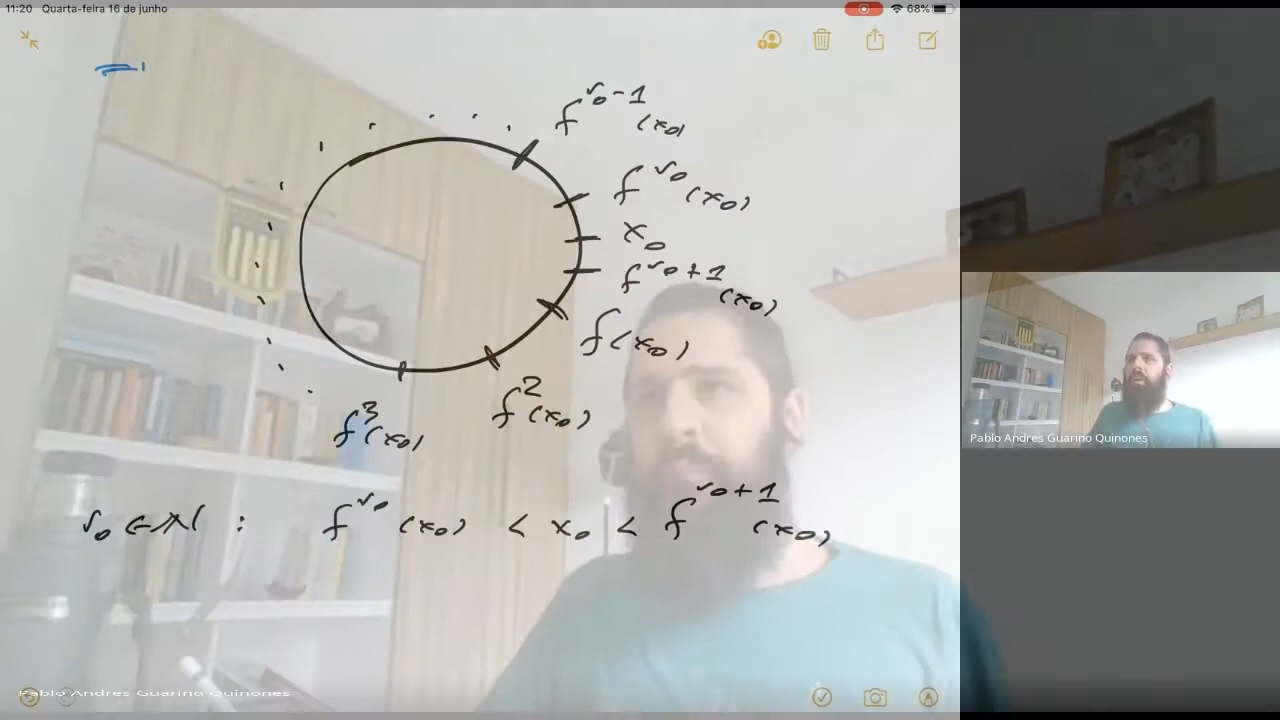 11:20 Quarta-feira 16 de junho 68%
f^{r_0-1}(x_0)
f^{r_0}(x_0)
x_0
f^{r_0+1}(x_0)
f(x_0)
f^2(x_0)
f^3(x_0)
r_0 ∈ ℕ : f^{r_0}(x_0) < x_0 < f^{r_0+1}(x_0)
Pablo Andres Guarino Quinones
Pablo Andres Guarino Quinones